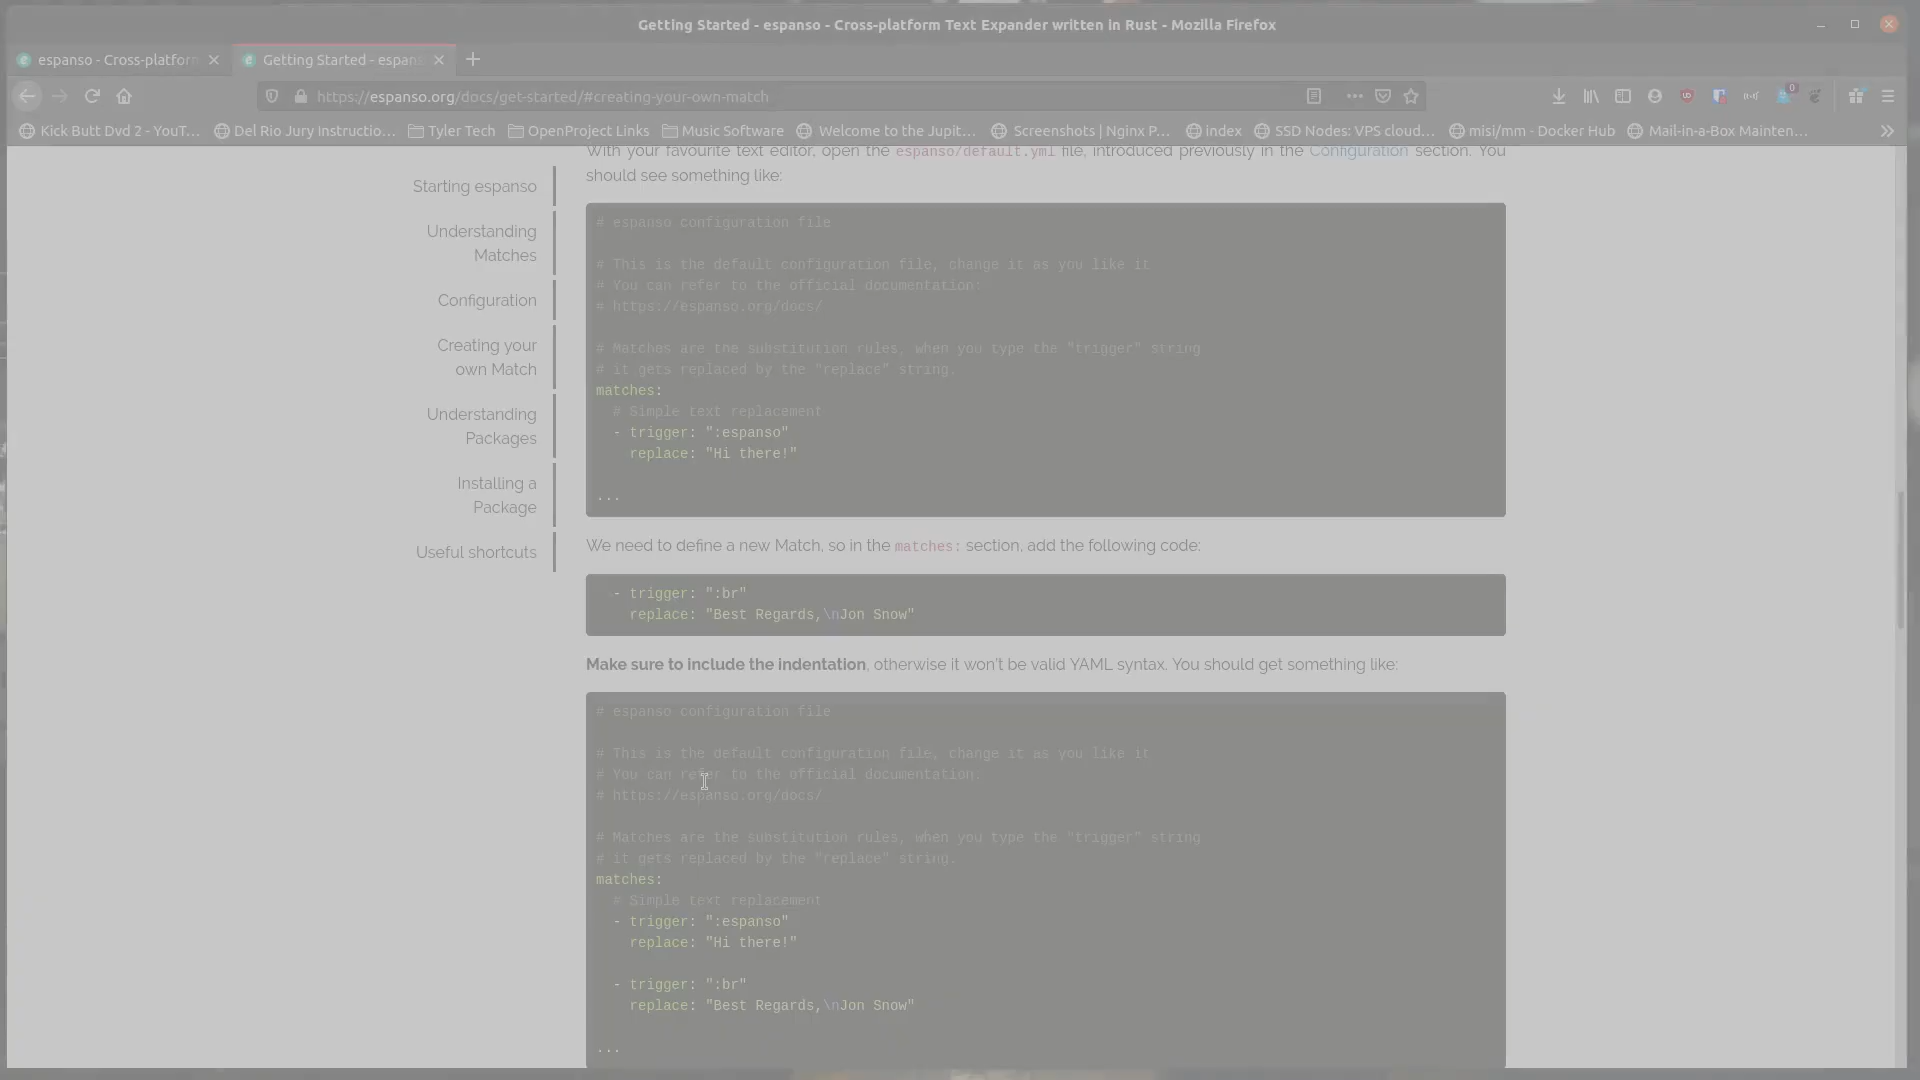 Getting Started - espanso - Cross-platform Text Expander written in Rust - Mozilla Firefox
espanso - Cross-platform
Getting Started - espans
https://espanso.org/docs/get-started/#creating-your-own-match
0
Kick Butt Dvd 2 - YouT…
Del Rio Jury Instructio…
Tyler Tech
OpenProject Links
Music Software
Welcome to the Jupit…
Screenshots | Nginx P…
index
SSD Nodes: VPS cloud…
misi/mm - Docker Hub
Mail-in-a-Box Mainten…
With your favourite text editor, open the espanso/default.yml file, introduced previously in the Configuration section. You
should see something like:
Starting espanso
Understanding
Matches
Configuration
Creating your
own Match
Understanding
Packages
Installing a
Package
Useful shortcuts
# espanso configuration file
# This is the default configuration file, change it as you like it
# You can refer to the official documentation:
# https://espanso.org/docs/
# Matches are the substitution rules, when you type the "trigger" string
# it gets replaced by the "replace" string.
matches:
  # Simple text replacement
  - trigger: ":espanso"
    replace: "Hi there!"
...
We need to define a new Match, so in the matches: section, add the following code:
  - trigger: ":br"
    replace: "Best Regards,\nJon Snow"
Make sure to include the indentation, otherwise it won't be valid YAML syntax. You should get something like:
# espanso configuration file
# This is the default configuration file, change it as you like it
# You can refer to the official documentation:
# https://espanso.org/docs/
# Matches are the substitution rules, when you type the "trigger" string
# it gets replaced by the "replace" string.
matches:
  # Simple text replacement
  - trigger: ":espanso"
    replace: "Hi there!"
  - trigger: ":br"
    replace: "Best Regards,\nJon Snow"
...